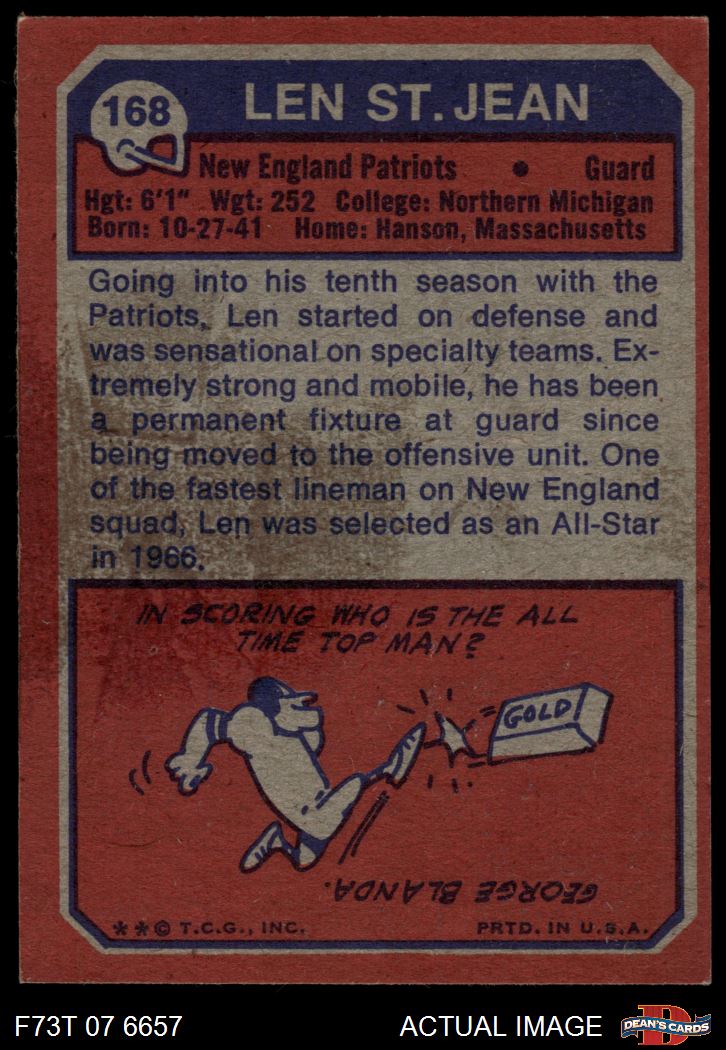 168
LEN ST. JEAN
New England Patriots • Guard
Hgt: 6'1" Wgt: 252 College: Northern Michigan
Born: 10-27-41 Home: Hanson, Massachusetts
Going into his tenth season with the
Patriots, Len started on defense and
was sensational on specialty teams. Ex-
tremely strong and mobile, he has been
a permanent fixture at guard since
being moved to the offensive unit. One
of the fastest lineman on New England
squad, Len was selected as an All-Star
in 1966.
IN SCORING WHO IS THE ALL
TIME TOP MAN?
GOLD!
GEORGE BLANDA.
**© T.C.G., INC. PRTD. IN U.S.A.
F73T 07 6657 ACTUAL IMAGE
D
DEAN'S CARDS